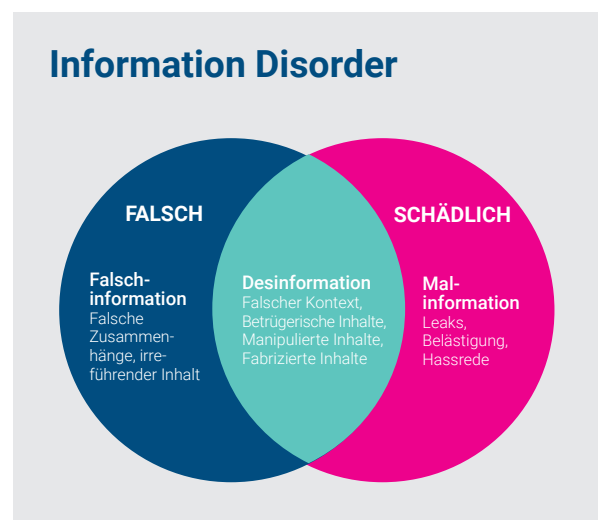 Information Disorder
FALSCH
SCHÄDLICH
Falsch-
information
Falsche
Zusammen-
hänge, irre-
führender Inhalt
Desinformation
Falscher Kontext,
Betrügerische Inhalte,
Manipulierte Inhalte,
Fabrizierte Inhalte
Mal-
information
Leaks,
Belästigung,
Hassrede